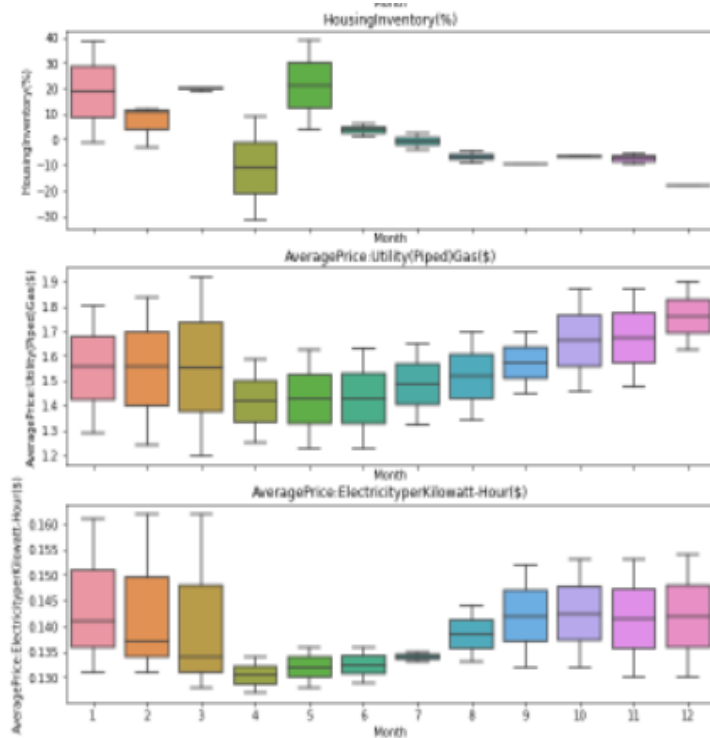 Month
HousingInventory(%)
HousingInventory(%)
40
30
20
10
0
−10
−20
−30
Month
AveragePrice:Utility(Piped)Gas($)
AveragePrice:Utility(Piped)Gas($)
1.9
1.8
1.7
1.6
1.5
1.4
1.3
1.2
Month
AveragePrice:ElectricityperKilowatt-Hour($)
AveragePrice:ElectricityperKilowatt-Hour($)
0.160
0.155
0.150
0.145
0.140
0.135
0.130
1 2 3 4 5 6 7 8 9 10 11 12
Month